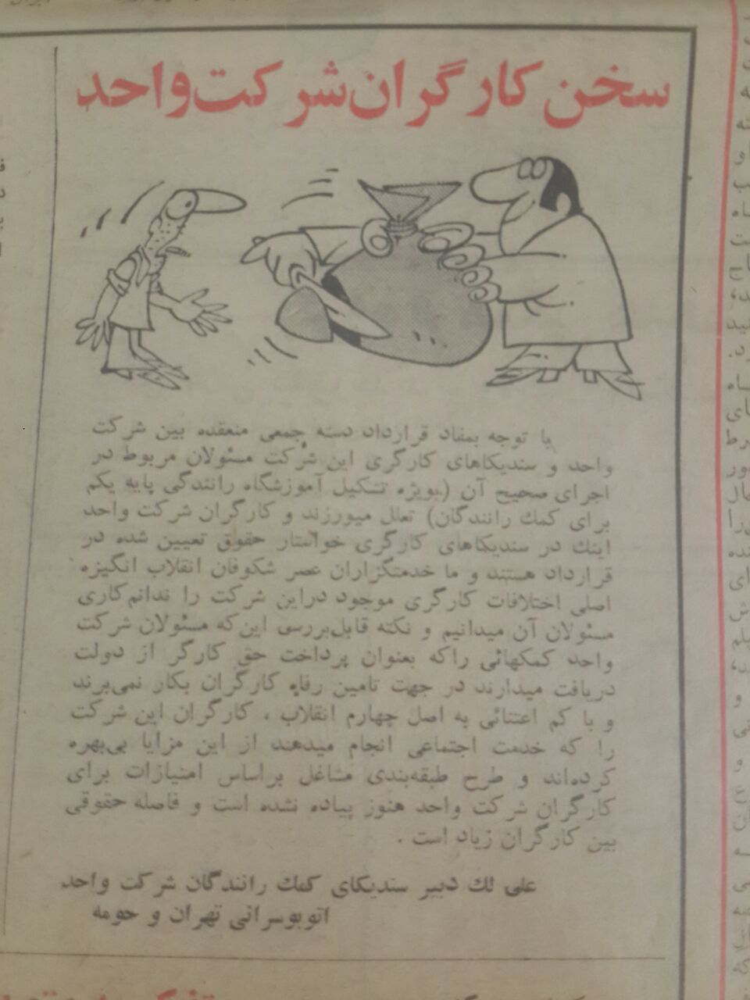 سخن کارگران شرکت واحد
با توجه بمفاد قرارداد دسته جمعی منعقده بین شرکت
واحد و سندیکاهای کارگری این شرکت مسئولان مربوط در
اجرای صحیح آن (بویژه تشکیل آموزشگاه رانندگی پایه یکم
برای کمك رانندگان) تعلل میورزند و کارگران شرکت واحد
اینك در سندیکاهای کارگری خواستار حقوق تعیین شده در
قرارداد هستند و ما خدمتگزاران عصر شکوفان انقلاب انگیزه
اصلی اختلافات کارگری موجود دراین شرکت را ندانم‌کاری
مسئولان آن میدانیم و نکته قابل‌بررسی این‌که مسئولان شرکت
واحد کمکهائی راکه بعنوان پرداخت حق کارگر از دولت
دریافت میدارند در جهت تامین رفاه کارگران بکار نمی‌برند
و با کم اعتنائی به اصل چهارم انقلاب ، کارگران این شرکت
را که خدمت اجتماعی انجام میدهند از این مزایا بی‌بهره
کرده‌اند و طرح طبقه‌بندی مشاغل براساس امتیازات برای
کارگران شرکت واحد هنوز پیاده نشده است و فاصله حقوقی
بین کارگران زیاد است .
علی لك دبیر سندیکای کمك رانندگان شرکت واحد
اتوبوسرانی تهران و حومه